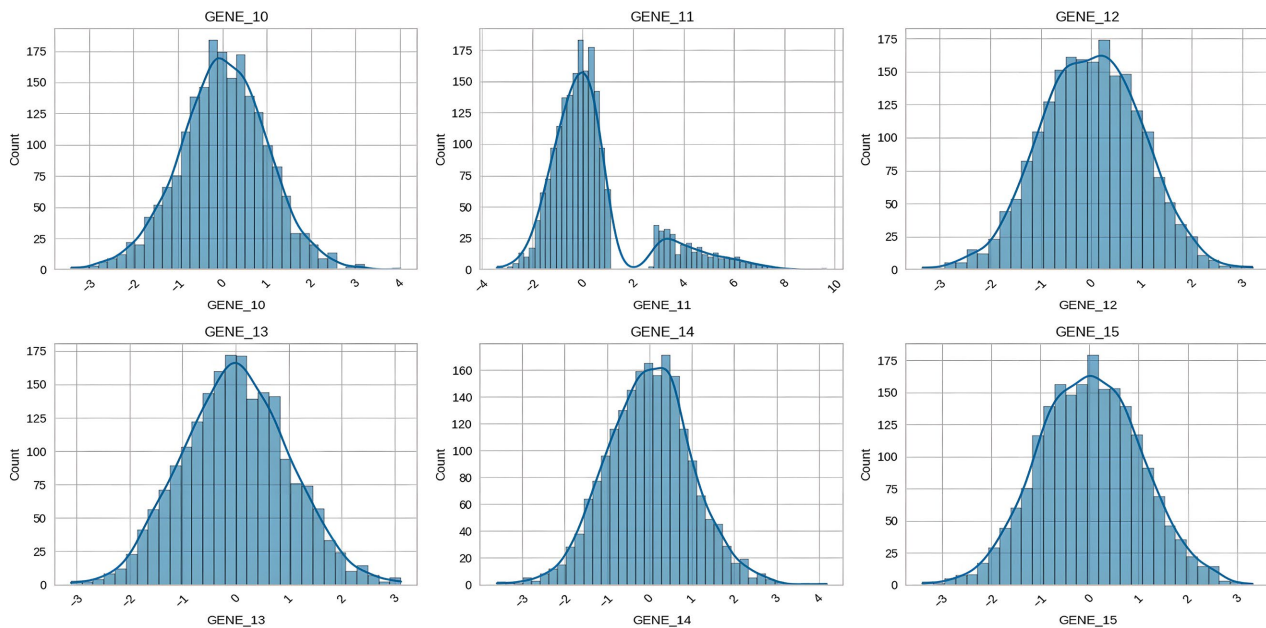 GENE_10 GENE_11 GENE_12
175 175 175
150 150 150
125 125 125
100 100 100
75 75 75
50 50 50
25 25 25
0 0 0
Count Count Count
-3 -2 -1 0 1 2 3 4 -4 -2 0 2 4 6 8 10 -3 -2 -1 0 1 2 3
GENE_10 GENE_11 GENE_12
GENE_13 GENE_14 GENE_15
175 160 175
150 140 150
125 120 125
100 100 100
75 80 75
50 60 50
25 40 25
0 20 0
0
Count Count Count
-3 -2 -1 0 1 2 3 -3 -2 -1 0 1 2 3 4 -3 -2 -1 0 1 2 3
GENE_13 GENE_14 GENE_15